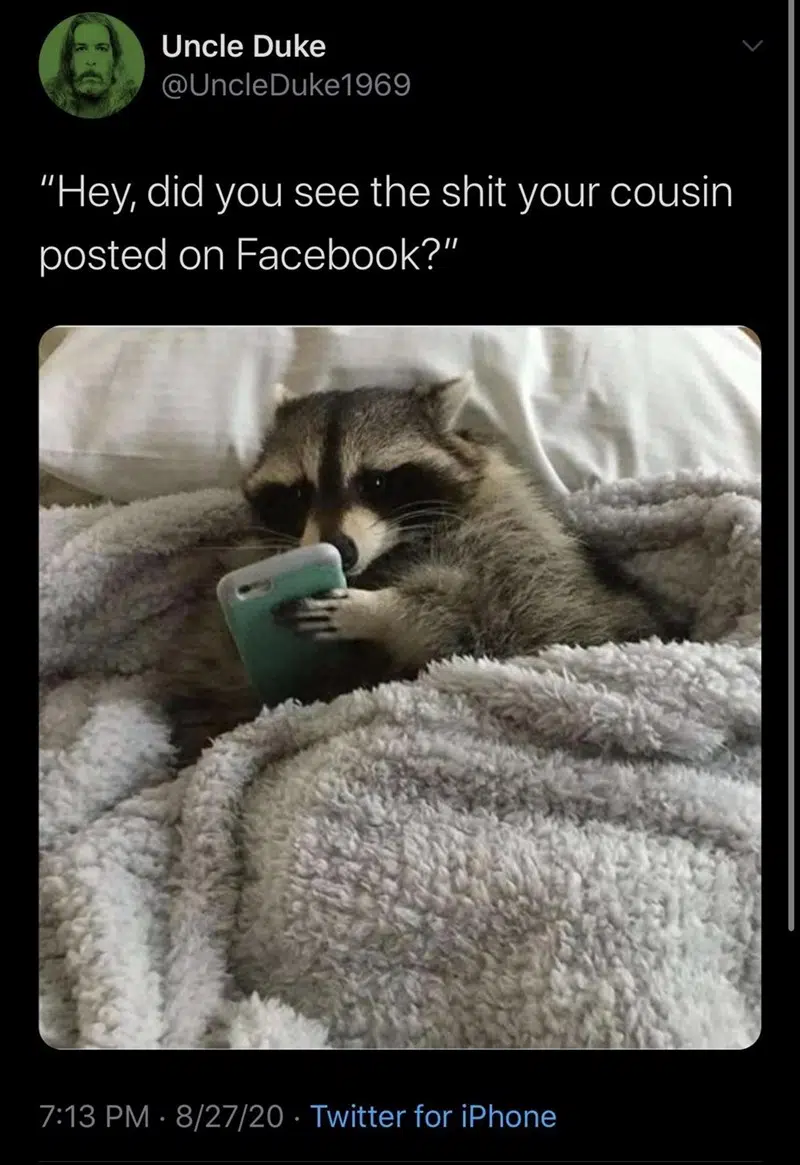 Uncle Duke
@UncleDuke1969
“Hey, did you see the shit your cousin
posted on Facebook?”
7:13 PM · 8/27/20 · Twitter for iPhone